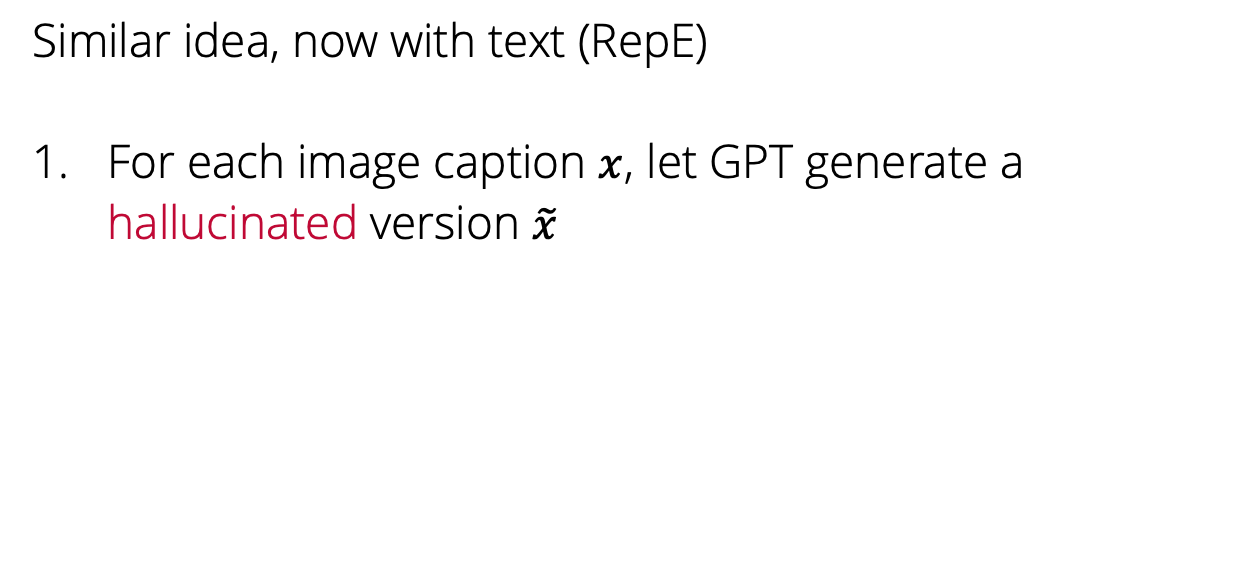 Similar idea, now with text (RepE)
1. For each image caption 𝒙, let GPT generate a
hallucinated version 𝒙̃